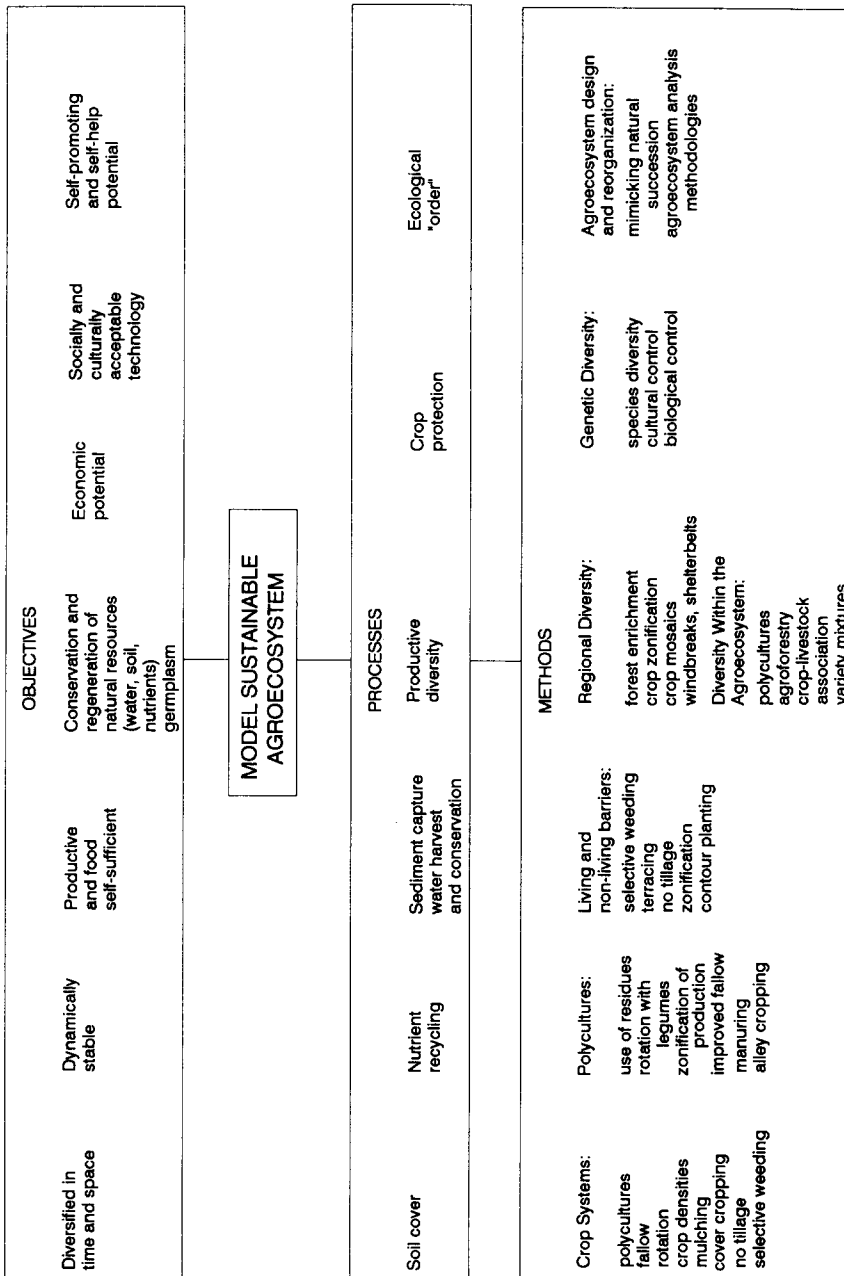 OBJECTIVES
Diversified in
time and space
Dynamically
stable
Productive
and food
self-sufficient
Conservation and
regeneration of
natural resources
(water, soil,
nutrients)
germplasm
Economic
potential
Socially and
culturally
acceptable
technology
Self-promoting
and self-help
potential
MODEL SUSTAINABLE
AGROECOSYSTEM
PROCESSES
Soil cover
Nutrient
recycling
Sediment capture
water harvest
and conservation
Productive
diversity
Crop
protection
Ecological
"order"
METHODS
Crop Systems:
polycultures
fallow
rotation
crop densities
mulching
cover cropping
no tillage
selective weeding
Polycultures:
use of residues
rotation with
legumes
zonification of
production
improved fallow
manuring
alley cropping
Living and
non-living barriers:
selective weeding
terracing
no tillage
zonification
contour planting
Regional Diversity:
forest enrichment
crop zonification
crop mosaics
windbreaks, shelterbelts
Diversity Within the
Agroecosystem:
polycultures
agroforestry
crop-livestock
association
variety mixtures
Genetic Diversity:
species diversity
cultural control
biological control
Agroecosystem design
and reorganization:
mimicking natural
succession
agroecosystem analysis
methodologies